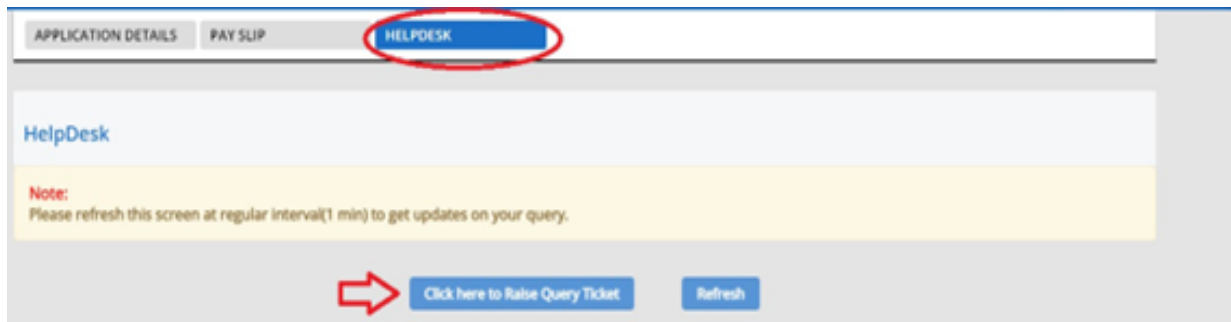 APPLICATION DETAILS PAY SLIP HELPDESK
HelpDesk
Note:
Please refresh this screen at regular interval(1 min) to get updates on your query.
Click here to Raise Query Ticket Refresh